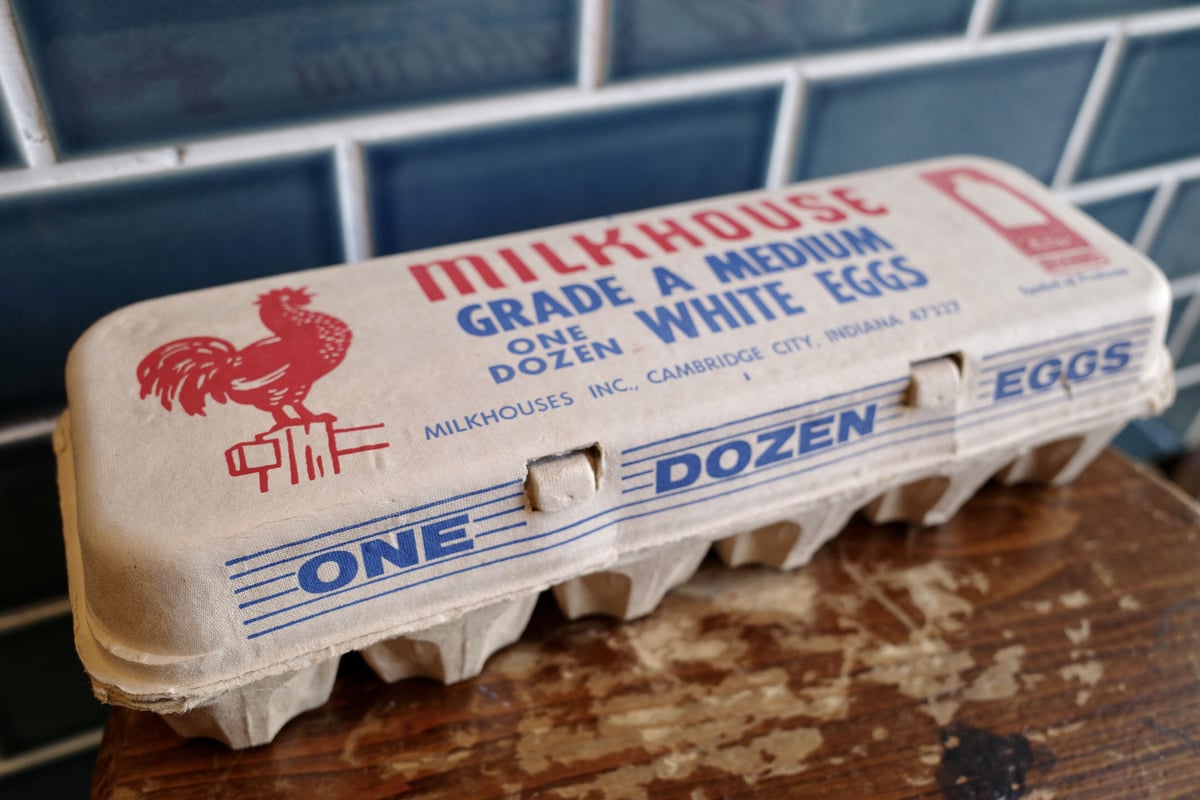 MILKHOUSE
GRADE A MEDIUM
ONE DOZEN WHITE EGGS
MILKHOUSES INC., CAMBRIDGE CITY, INDIANA 47327
ONE DOZEN EGGS